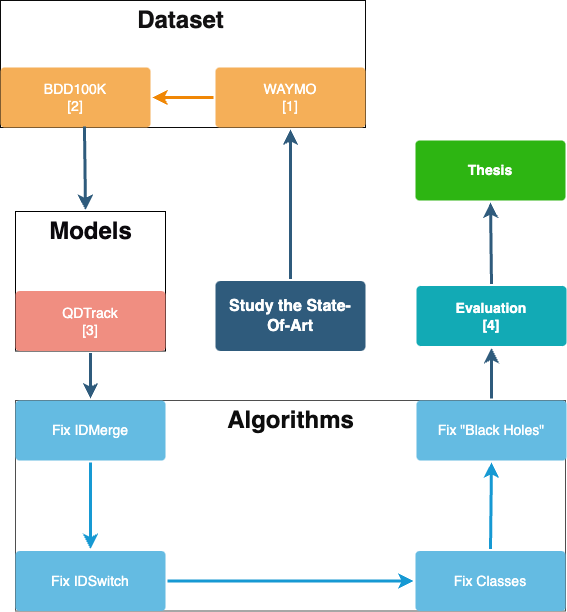 Dataset
BDD100K
[2]
WAYMO
[1]
Thesis
Models
QDTrack
[3]
Study the State-
Of-Art
Evaluation
[4]
Algorithms
Fix IDMerge
Fix "Black Holes"
Fix IDSwitch
Fix Classes